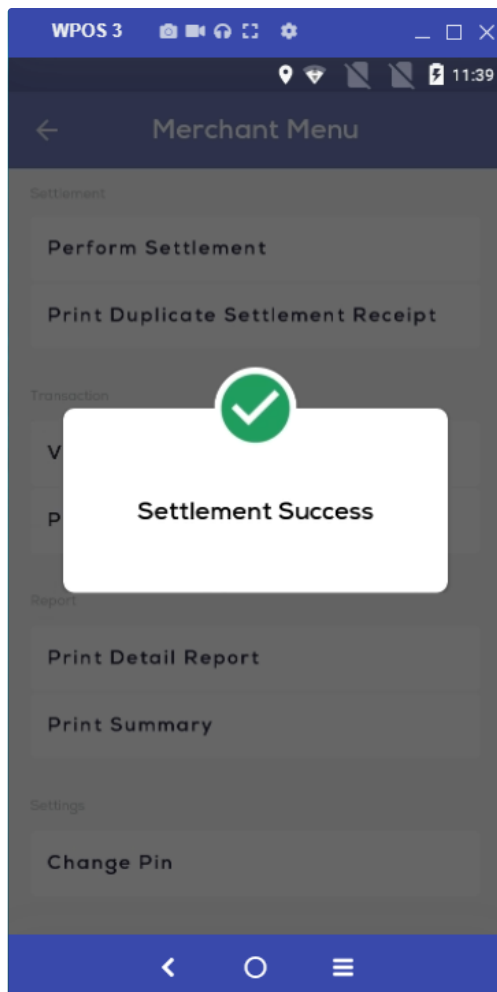 WPOS 3
11:39
Merchant Menu
Settlement
Perform Settlement
Print Duplicate Settlement Receipt
Transaction
V
P
Settlement Success
Report
Print Detail Report
Print Summary
Settings
Change Pin